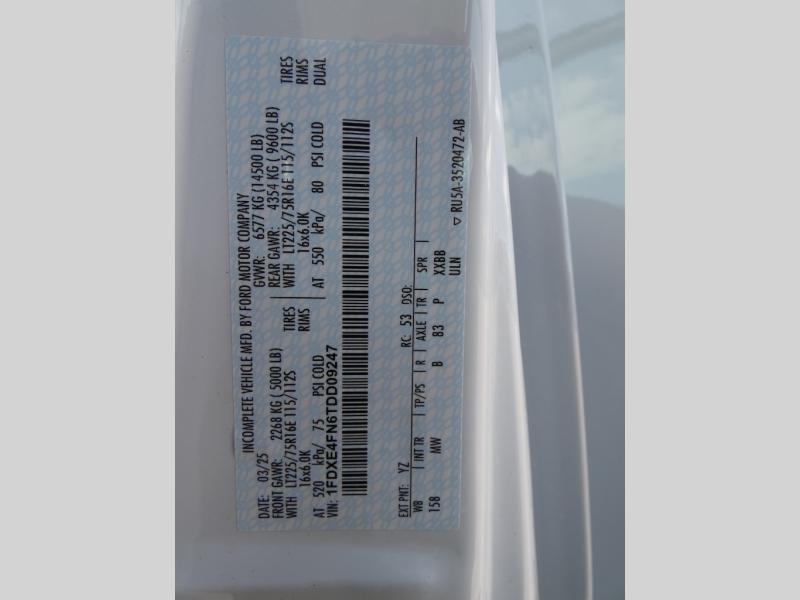 INCOMPLETE VEHICLE MFD. BY FORD MOTOR COMPANY
DATE: 03/25 GVWR: 6577 KG (14500 LB)
FRONT GAWR: 2268 KG ( 5000 LB) REAR GAWR: 4354 KG ( 9600 LB)
WITH LT225/75R16E 115/112S TIRES WITH LT225/75R16E 115/112S TIRES
16x6.0K RIMS 16x6.0K RIMS
AT 520 kPa/ 75 PSI COLD AT 550 kPa/ 80 PSI COLD DUAL
VIN: 1FDXE4FN6TDD09247
EXT PNT: YZ RC: 53 DSO:
WB INT TR TP/PS R AXLE TR SPR
158 MW B 83 P XXBB
ULN
▽ RU5A-3520472-AB